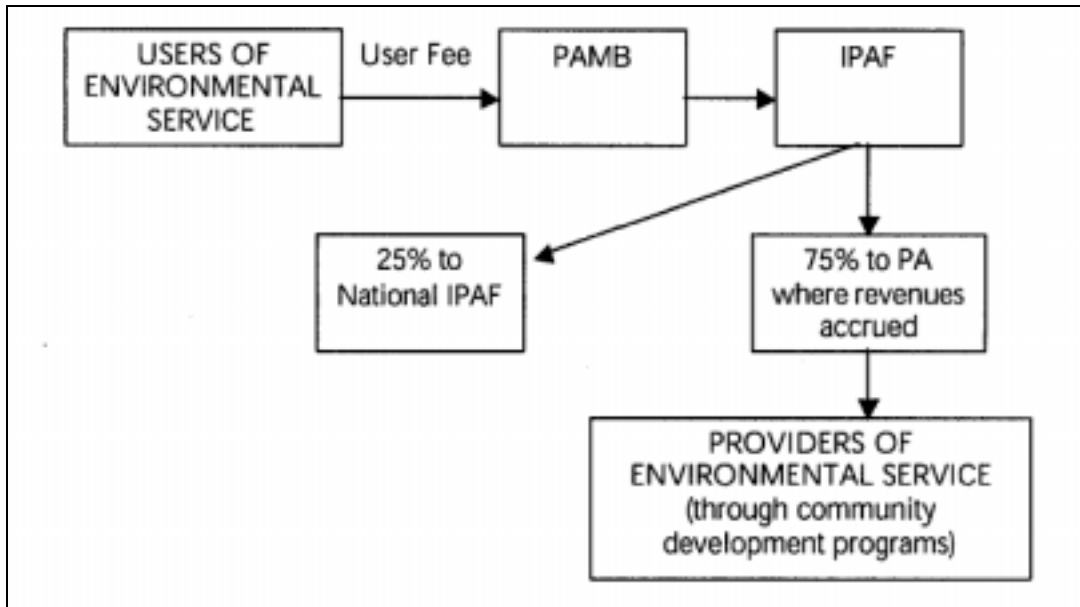 USERS OF
ENVIRONMENTAL
SERVICE
User Fee
PAMB
IPAF
25% to
National IPAF
75% to PA
where revenues
accrued
PROVIDERS OF
ENVIRONMENTAL SERVICE
(through community
development programs)